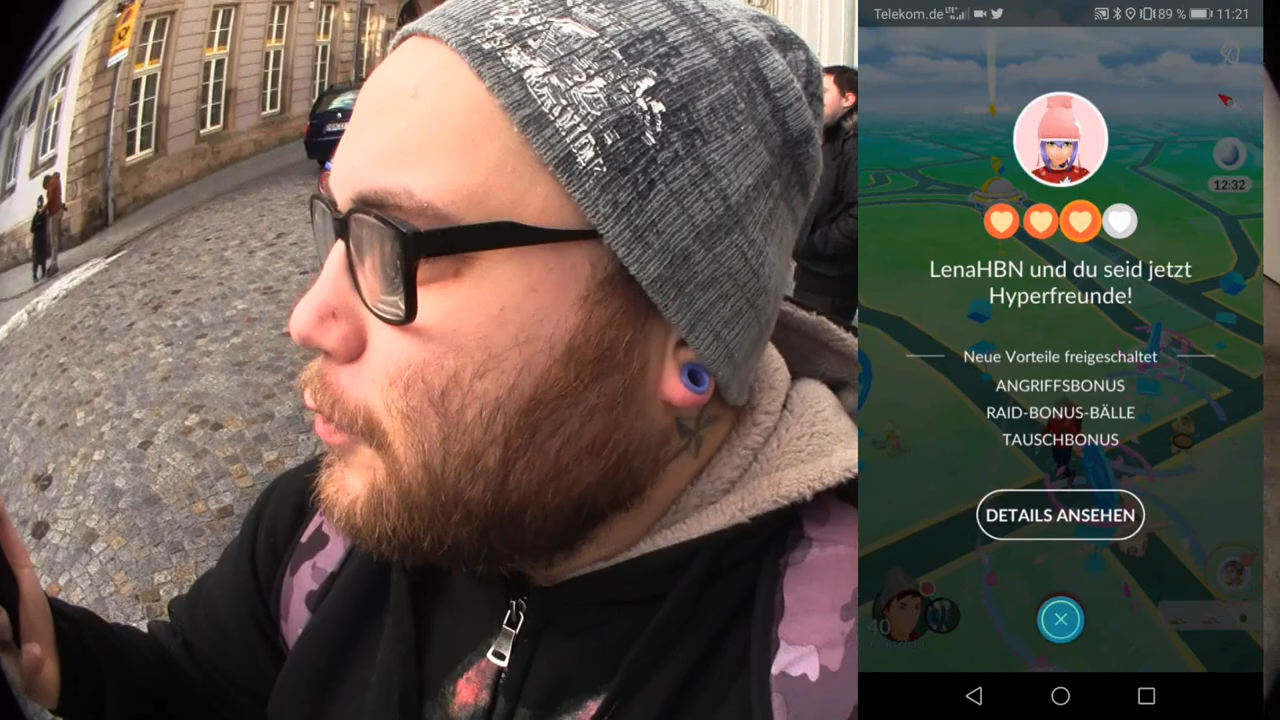 Telekom.de
89 %
11:21
12:32
LenaHBN und du seid jetzt
Hyperfreunde!
Neue Vorteile freigeschaltet
ANGRIFFSBONUS
RAID-BONUS-BÄLLE
TAUSCHBONUS
DETAILS ANSEHEN
40